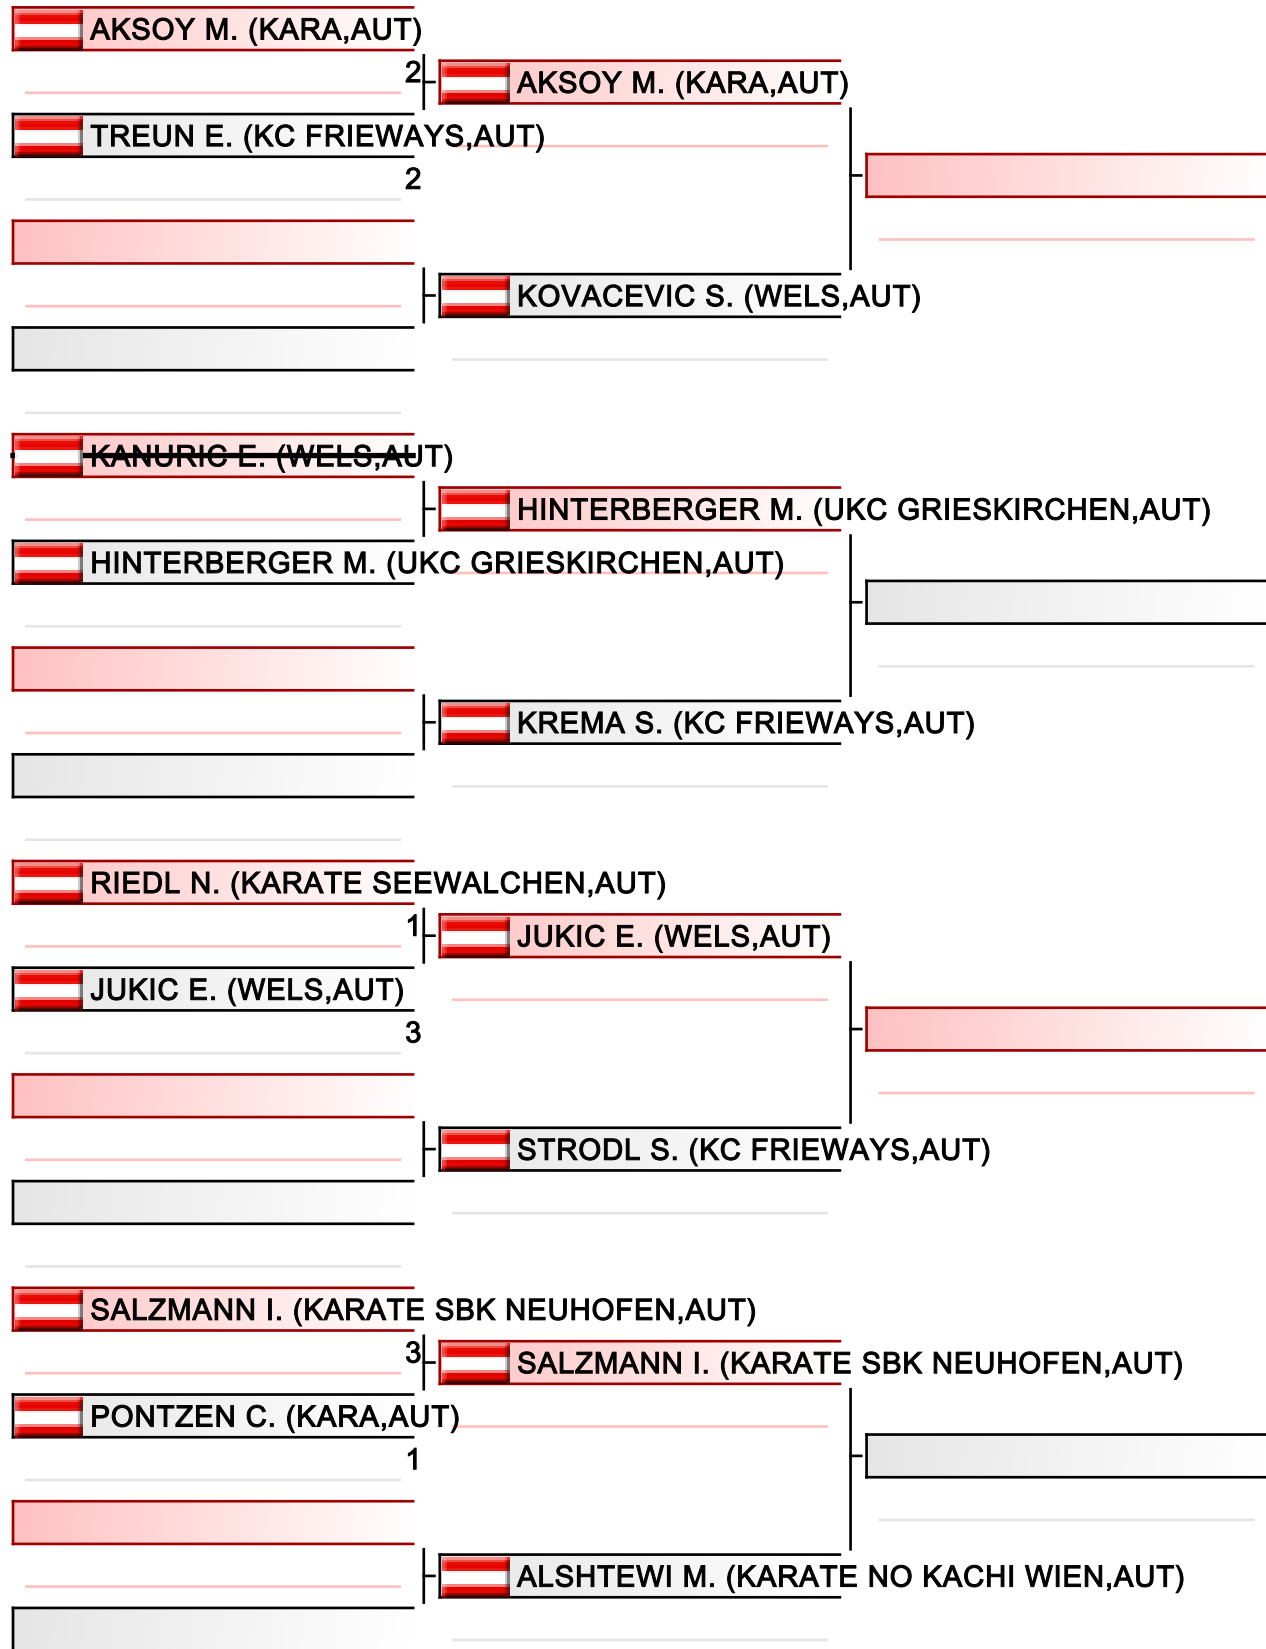 AKSOY M. (KARA,AUT)
2
AKSOY M. (KARA,AUT)
TREUN E. (KC FRIEWAYS,AUT)
2
KOVACEVIC S. (WELS,AUT)
KANURIC E. (WELS,AUT)
HINTERBERGER M. (UKC GRIESKIRCHEN,AUT)
HINTERBERGER M. (UKC GRIESKIRCHEN,AUT)
KREMA S. (KC FRIEWAYS,AUT)
RIEDL N. (KARATE SEEWALCHEN,AUT)
1
JUKIC E. (WELS,AUT)
JUKIC E. (WELS,AUT)
3
STRODL S. (KC FRIEWAYS,AUT)
SALZMANN I. (KARATE SBK NEUHOFEN,AUT)
3
SALZMANN I. (KARATE SBK NEUHOFEN,AUT)
PONTZEN C. (KARA,AUT)
1
ALSHTEWI M. (KARATE NO KACHI WIEN,AUT)